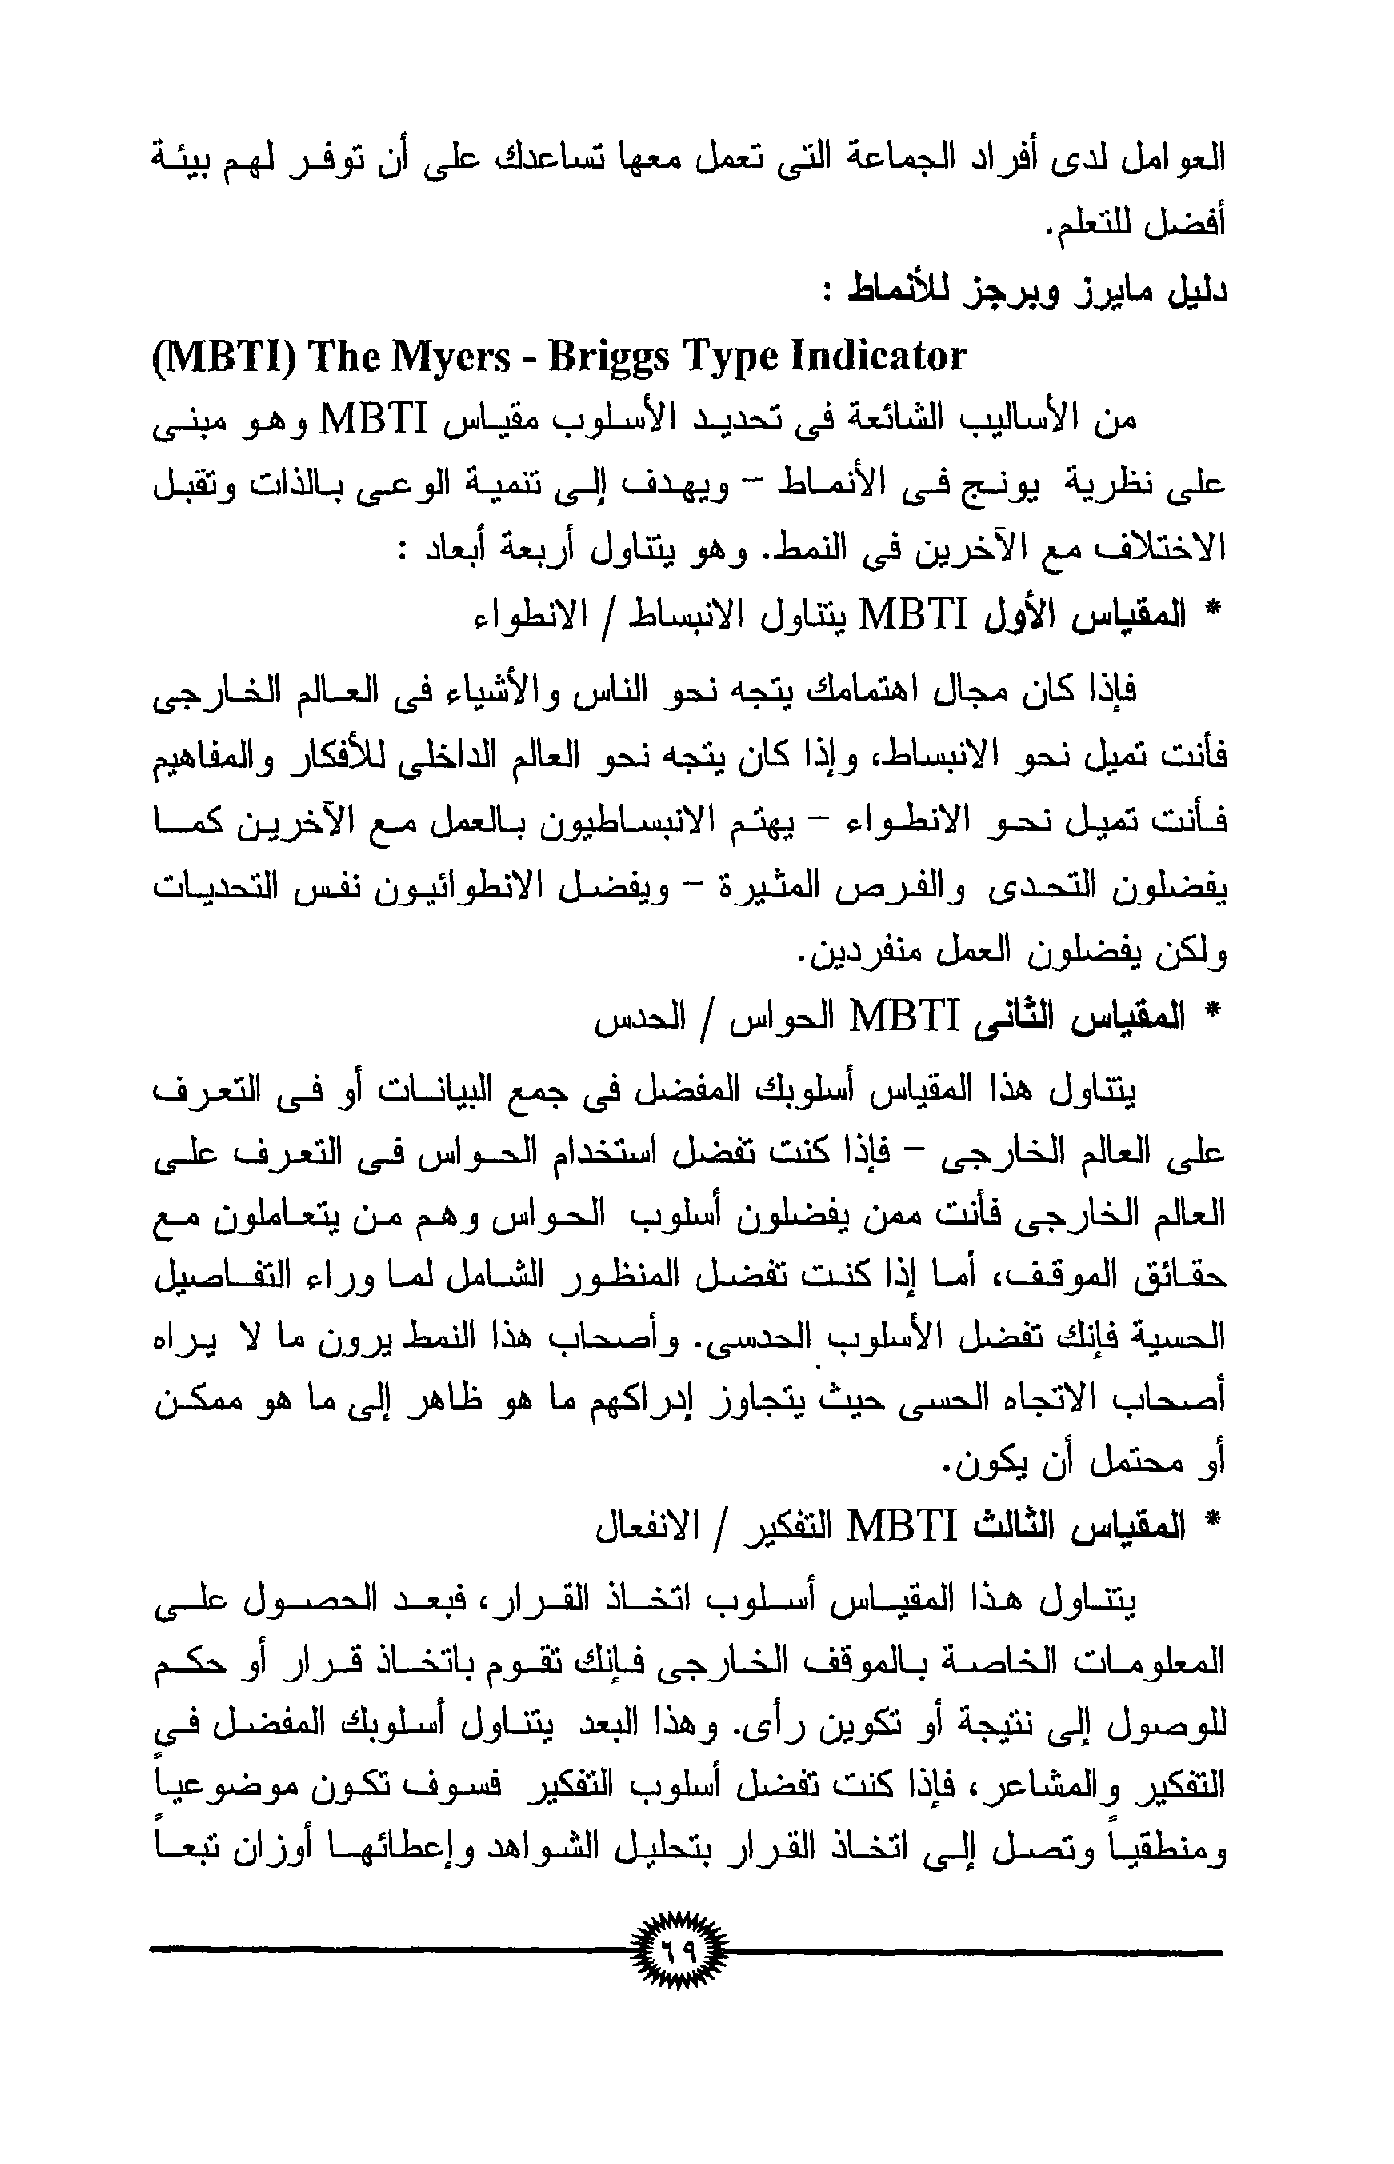 العوامل لدى أفراد الجماعة التى تعمل معها تساعدك على أن توفر لهم بيئة
أفضل للتعلم.
دليل مايرز وبرجز للأنماط :
(MBTI) The Myers - Briggs Type Indicator
من الأساليب الشائعة فى تحديد الأسلوب مقياس MBTI وهو مبنى
على نظرية يونج فى الأنماط – ويهدف إلى تنمية الوعى بالذات وتقبل
الاختلاف مع الآخرين فى النمط. وهو يتناول أربعة أبعاد :
* المقياس الأول MBTI يتناول الانبساط / الانطواء
فإذا كان مجال اهتمامك يتجه نحو الناس والأشياء فى العالم الخارجى
فأنت تميل نحو الانبساط، وإذا كان يتجه نحو العالم الداخلى للأفكار والمفاهيم
فأنت تميل نحو الانطواء – يهتم الانبساطيون بالعمل مع الآخرين كما
يفضلون التحدى والفرص المثيرة – ويفضل الانطوائيون نفس التحديات
ولكن يفضلون العمل منفردين.
* المقياس الثانى MBTI الحواس / الحدس
يتناول هذا المقياس أسلوبك المفضل فى جمع البيانات أو فى التعرف
على العالم الخارجى – فإذا كنت تفضل استخدام الحواس فى التعرف على
العالم الخارجى فأنت ممن يفضلون أسلوب الحواس وهم من يتعاملون مع
حقائق الموقف، أما إذا كنت تفضل المنظور الشامل لما وراء التفاصيل
الحسية فإنك تفضل الأسلوب الحدسى. وأصحاب هذا النمط يرون ما لا يراه
أصحاب الاتجاه الحسى حيث يتجاوز إدراكهم ما هو ظاهر إلى ما هو ممكن
أو محتمل أن يكون.
* المقياس الثالث MBTI التفكير / الانفعال
يتناول هذا المقياس أسلوب اتخاذ القرار، فبعد الحصول على
المعلومات الخاصة بالموقف الخارجى فإنك تقوم باتخاذ قرار أو حكم
للوصول إلى نتيجة أو تكوين رأى. وهذا البعد يتناول أسلوبك المفضل فى
التفكير والمشاعر، فإذا كنت تفضل أسلوب التفكير فسوف تكون موضوعياً
ومنطقياً وتصل إلى اتخاذ القرار بتحليل الشواهد وإعطائها أوزان تبعاً
٦٩